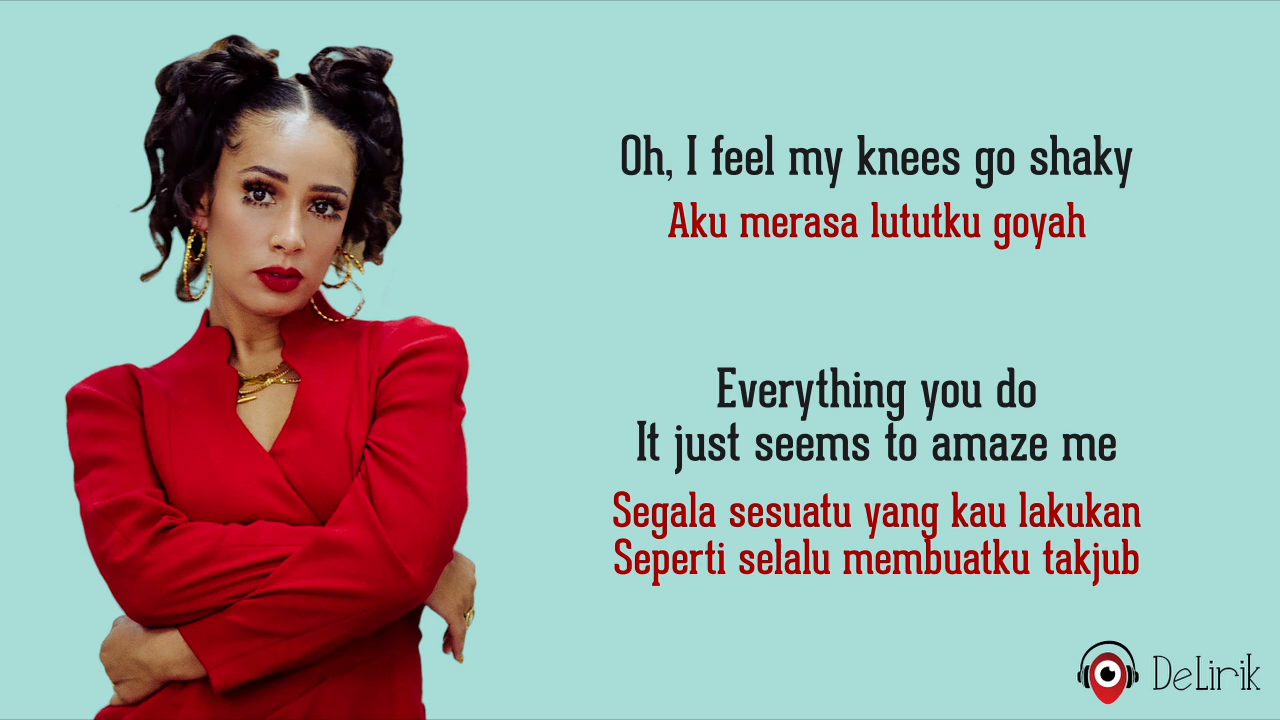 Oh, I feel my knees go shaky
Aku merasa lututku goyah
Everything you do
It just seems to amaze me
Segala sesuatu yang kau lakukan
Seperti selalu membuatku takjub
DeLirik